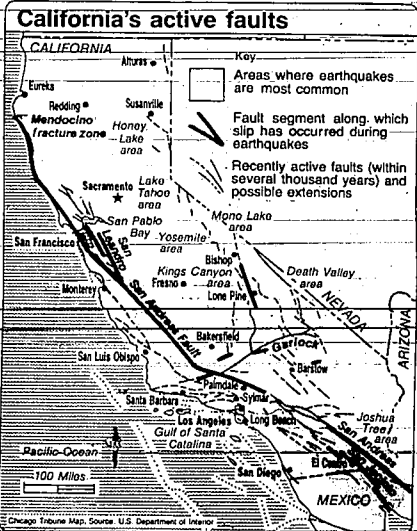 California's active faults
CALIFORNIA
Key
Areas where earthquakes
are most common
Fault segment along which
slip has occurred during
earthquakes
Recently active faults (within
several thousand years) and
possible extensions
Alturas
Eureka
Redding
Susanville
Mendocino
fracture zone
Honey
Lake
area
Sacramento
Lake
Tahoe
area
San Pablo
Bay
Mono Lake
area
San Francisco
San
Leandro
Yosemite
area
Bishop
Kings Canyon
area
Death Valley
area
Monterey
Fresno
Lone Pine
NEVADA
San Andreas Fault
ARIZONA
San Luis Obispo
Bakersfield
Garlock
Barstow
Palmdale
Santa Barbara
Sylmar
Joshua
Tree
area
Los Angeles
Long Beach
Gulf of Santa
Catalina
San Andreas
Pacific Ocean
El Centro
San Diego
100 Miles
MEXICO
Chicago Tribune Map, Source: U.S. Department of Interior